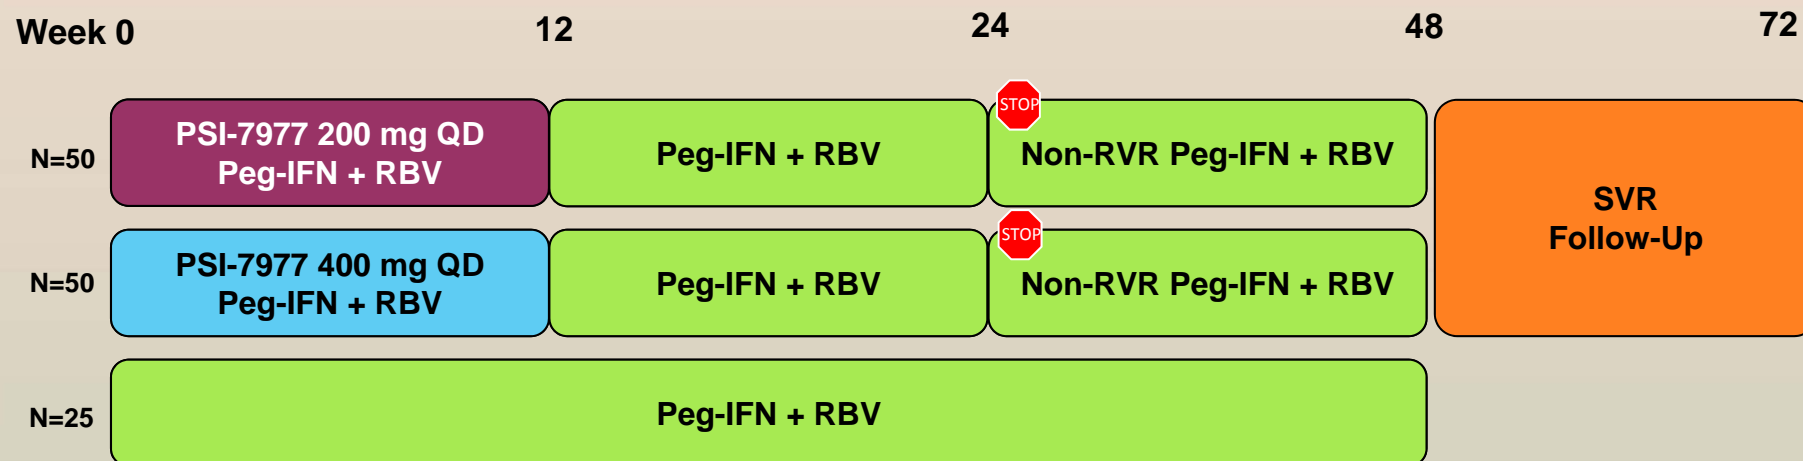 Week 0 12 24 48 72
N=50
PSI-7977 200 mg QD
Peg-IFN + RBV
Peg-IFN + RBV
STOP
Non-RVR Peg-IFN + RBV
SVR
Follow-Up
N=50
PSI-7977 400 mg QD
Peg-IFN + RBV
Peg-IFN + RBV
STOP
Non-RVR Peg-IFN + RBV
N=25
Peg-IFN + RBV